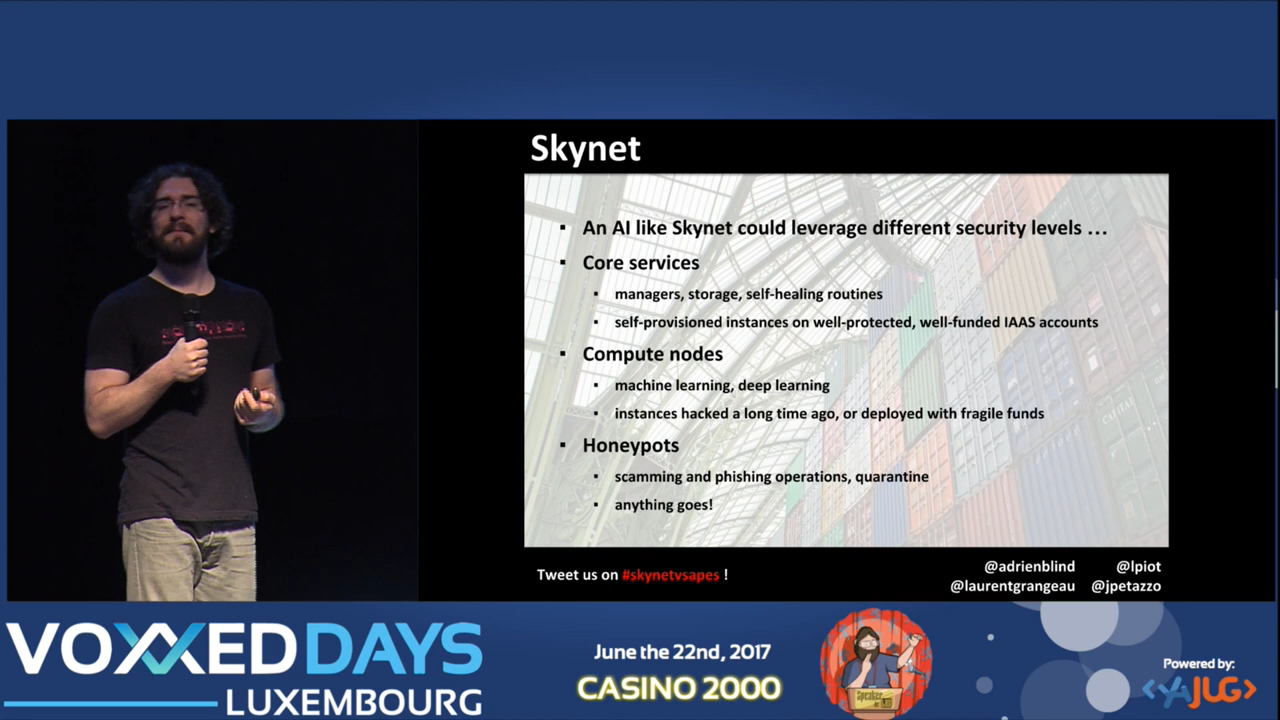 Skynet
An AI like Skynet could leverage different security levels ...
Core services
managers, storage, self-healing routines
self-provisioned instances on well-protected, well-funded IAAS accounts
Compute nodes
machine learning, deep learning
instances hacked a long time ago, or deployed with fragile funds
Honeypots
scamming and phishing operations, quarantine
anything goes!
Tweet us on #skynetvsapes !
@adrienblind @lpiot
@laurentgrangeau @jpetazzo
VOXXED DAYS
LUXEMBOURG
June the 22nd, 2017
CASINO 2000
Powered by:
YAJUG